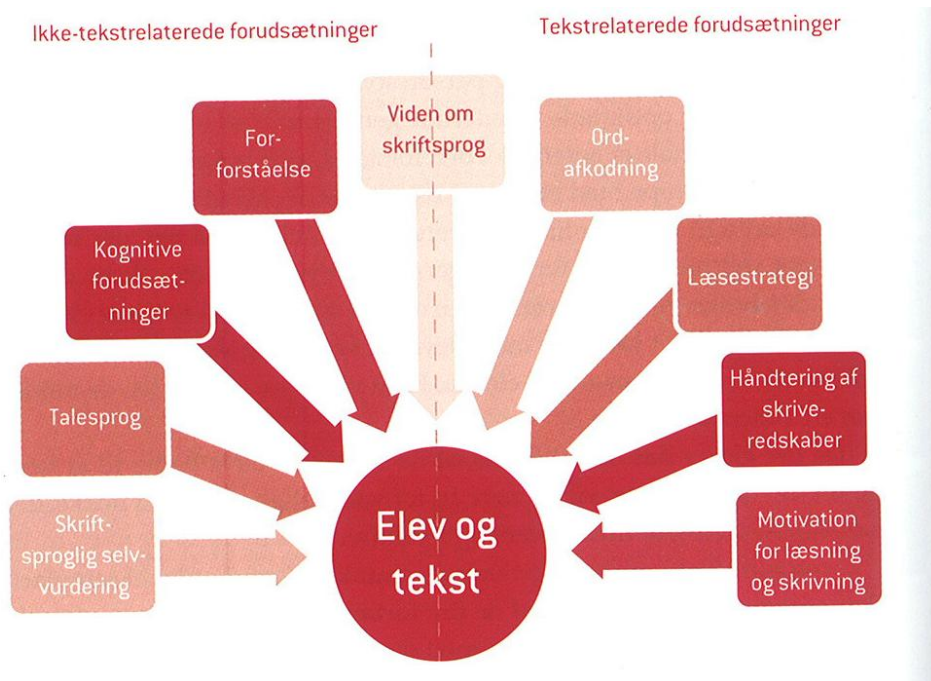 Ikke-tekstrelaterede forudsætninger
Tekstrelaterede forudsætninger
Viden om
skriftsprog
For-
forståelse
Ord-
afkodning
Kognitive
forudsæt-
ninger
Læsestrategi
Talesprog
Håndtering af
skrive-
redskaber
Skrift-
sproglig selv-
vurdering
Motivation
for læsning
og skrivning
Elev og
tekst